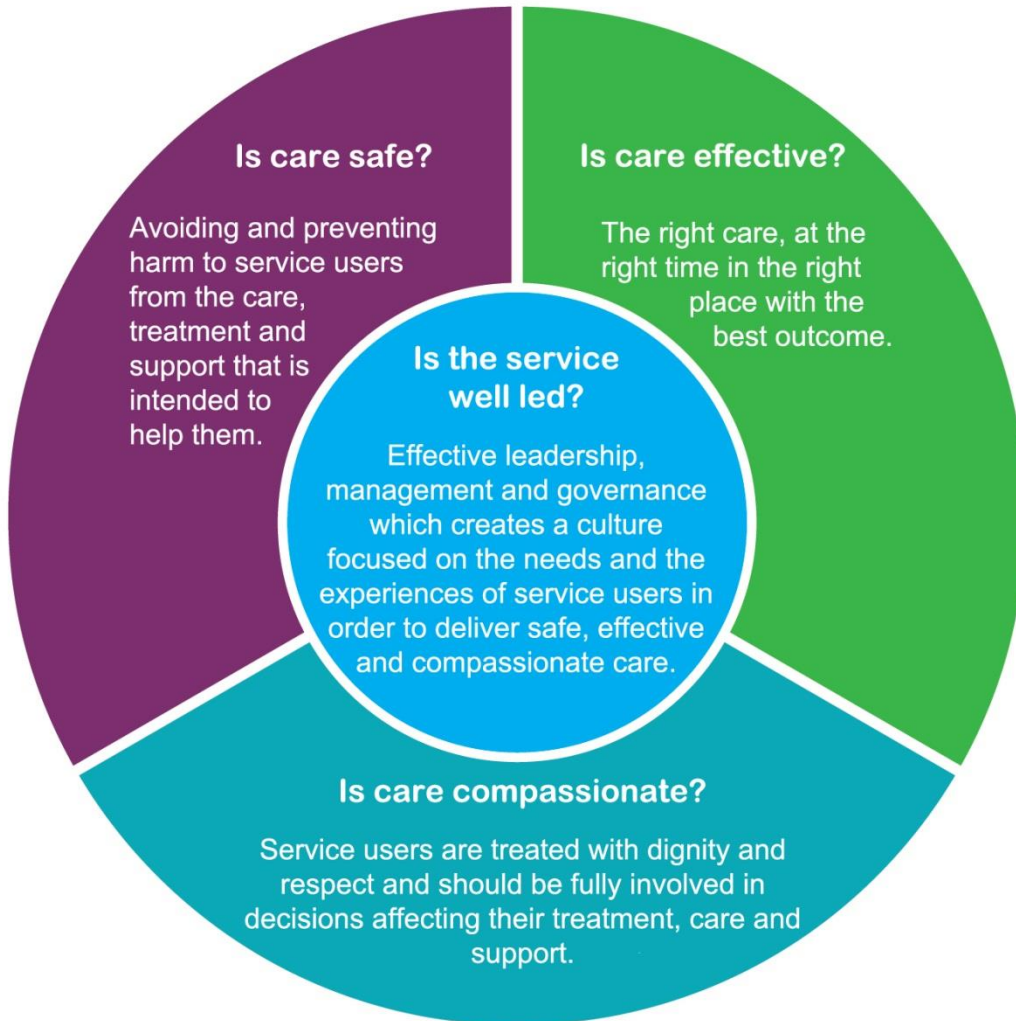 Is care safe?
Avoiding and preventing
harm to service users
from the care,
treatment and
support that is
intended to
help them.
Is care effective?
The right care, at the
right time in the right
place with the
best outcome.
Is the service
well led?
Effective leadership,
management and governance
which creates a culture
focused on the needs and the
experiences of service users in
order to deliver safe, effective
and compassionate care.
Is care compassionate?
Service users are treated with dignity and
respect and should be fully involved in
decisions affecting their treatment, care and
support.